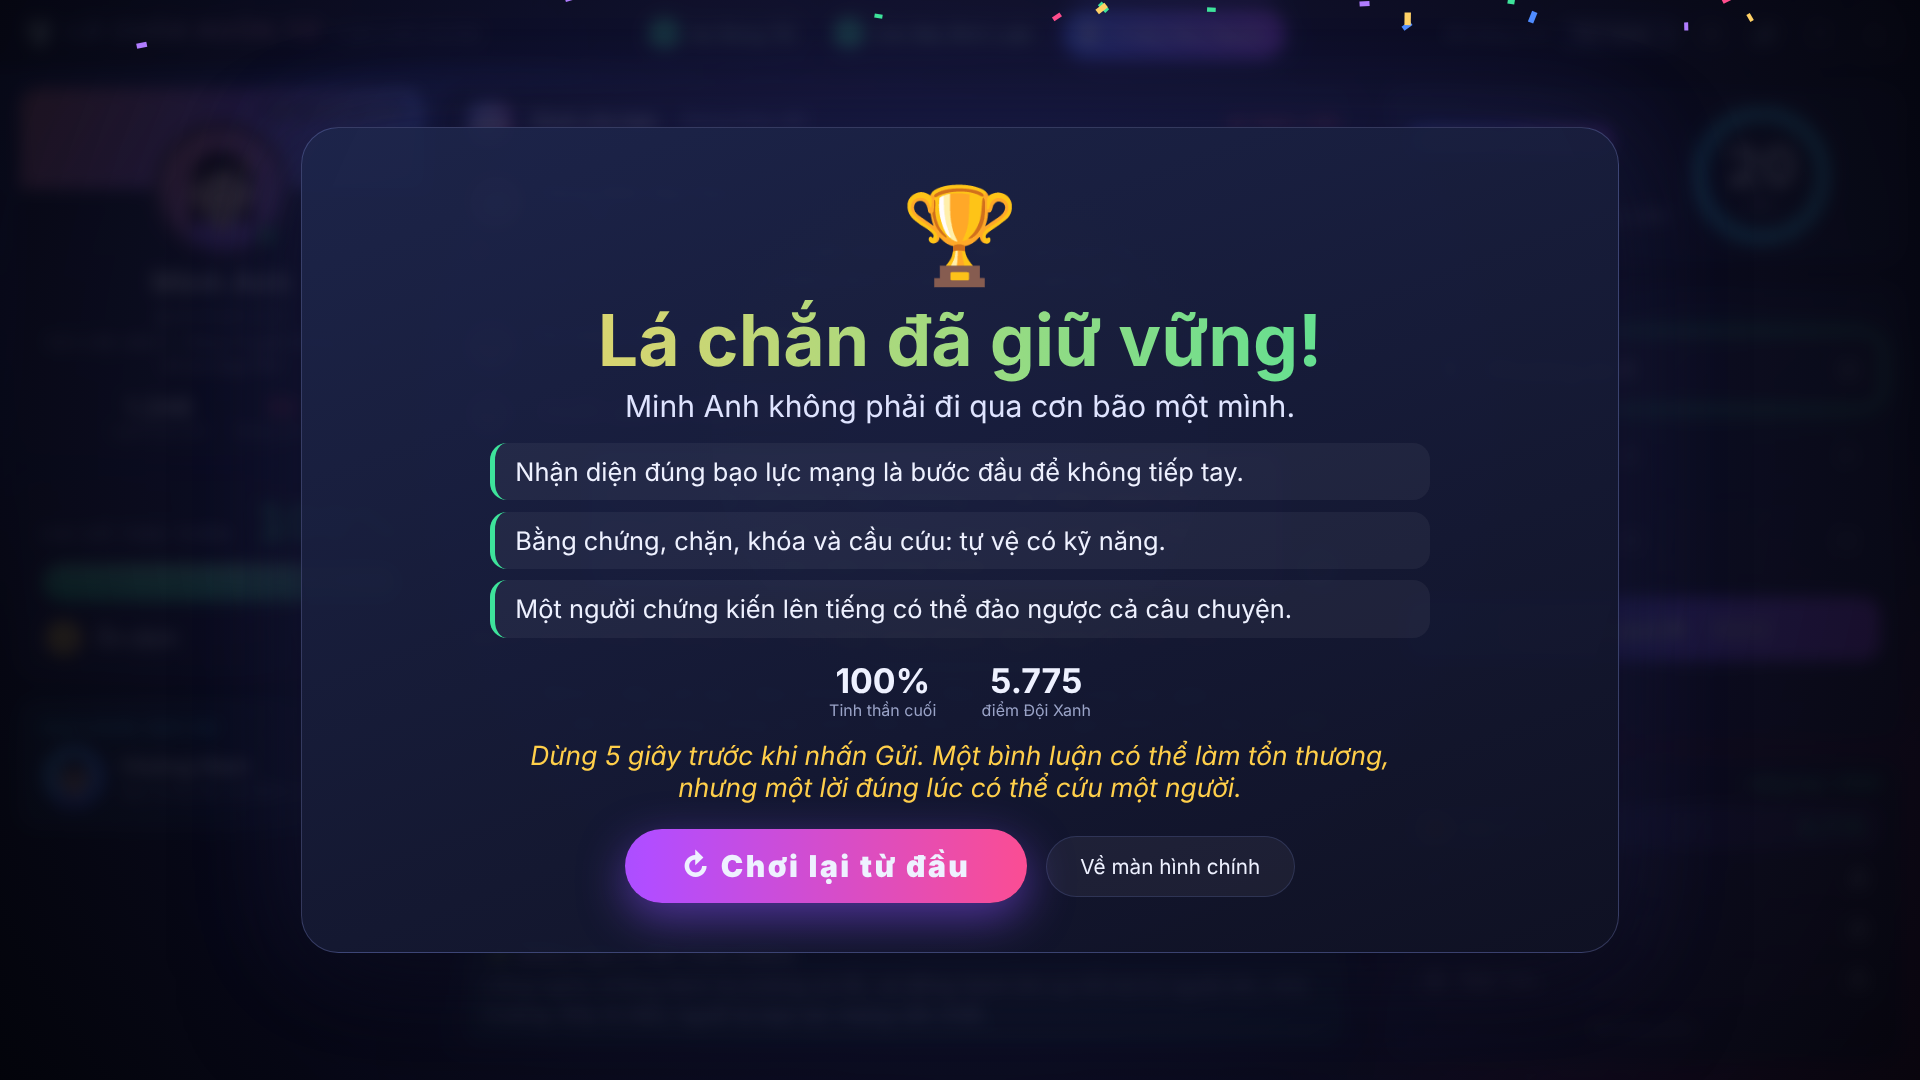 Lá chắn đã giữ vững!
Minh Anh không phải đi qua cơn bão một mình.
Nhận diện đúng bạo lực mạng là bước đầu để không tiếp tay.
Bằng chứng, chặn, khóa và cầu cứu: tự vệ có kỹ năng.
Một người chứng kiến lên tiếng có thể đảo ngược cả câu chuyện.
100% 5.775
Tinh thần cuối điểm Đội Xanh
Dừng 5 giây trước khi nhấn Gửi. Một bình luận có thể làm tổn thương,
nhưng một lời đúng lúc có thể cứu một người.
↻ Chơi lại từ đầu Về màn hình chính